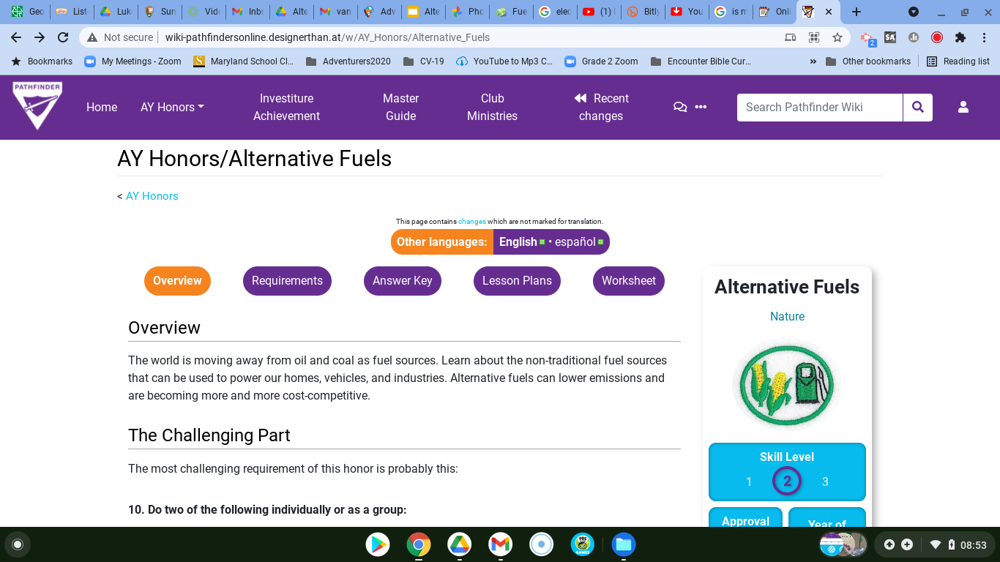 Geo
List
Luk
Sun
Vide
Inbo
Alte
van
Adv
Alte
Pho
Fue
elec
(1)
Bitly
You
is m
Onli
Not secure
wiki-pathfindersonline.designerthan.at/w/AY_Honors/Alternative_Fuels
2
Bookmarks
My Meetings - Zoom
Maryland School Cl...
Adventurers2020
CV-19
YouTube to Mp3 C...
Grade 2 Zoom
Encounter Bible Cur...
»
Other bookmarks
Reading list
PATHFINDER
Home
AY Honors
Investiture
Achievement
Master
Guide
Club
Ministries
Recent
changes
Search Pathfinder Wiki
AY Honors/Alternative Fuels
< AY Honors
This page contains changes which are not marked for translation.
Other languages:
English • español
Overview
Requirements
Answer Key
Lesson Plans
Worksheet
Overview
The world is moving away from oil and coal as fuel sources. Learn about the non-traditional fuel sources
that can be used to power our homes, vehicles, and industries. Alternative fuels can lower emissions and
are becoming more and more cost-competitive.
The Challenging Part
The most challenging requirement of this honor is probably this:
10. Do two of the following individually or as a group:
Alternative Fuels
Nature
Skill Level
1 2 3
Approval
Year of
PBS
GAMES
08:53